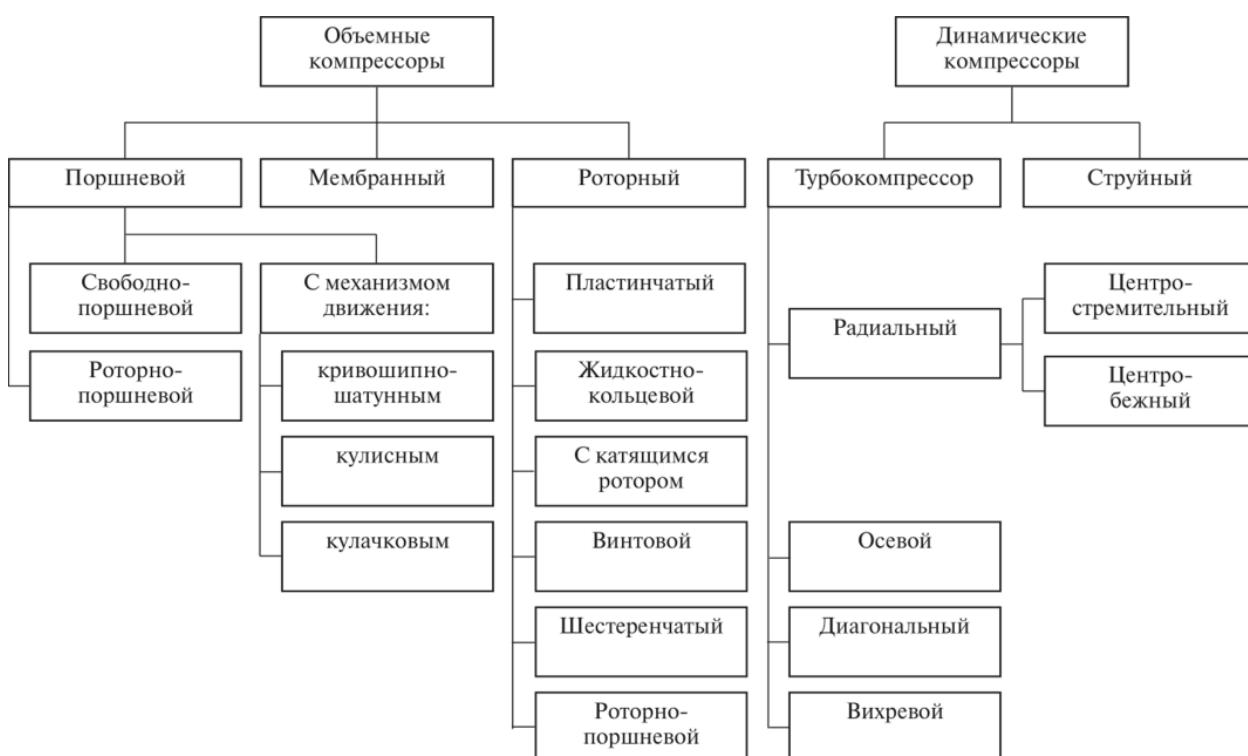 Объемные
компрессоры
Динамические
компрессоры
Поршневой
Мембранный
Роторный
Турбокомпрессор
Струйный
Свободно-
поршневой
Роторно-
поршневой
С механизмом
движения:
кривошипно-
шатунным
кулисным
кулачковым
Пластинчатый
Жидкостно-
кольцевой
С катящимся
ротором
Винтовой
Шестеренчатый
Роторно-
поршневой
Радиальный
Центро-
стремительный
Центро-
бежный
Осевой
Диагональный
Вихревой